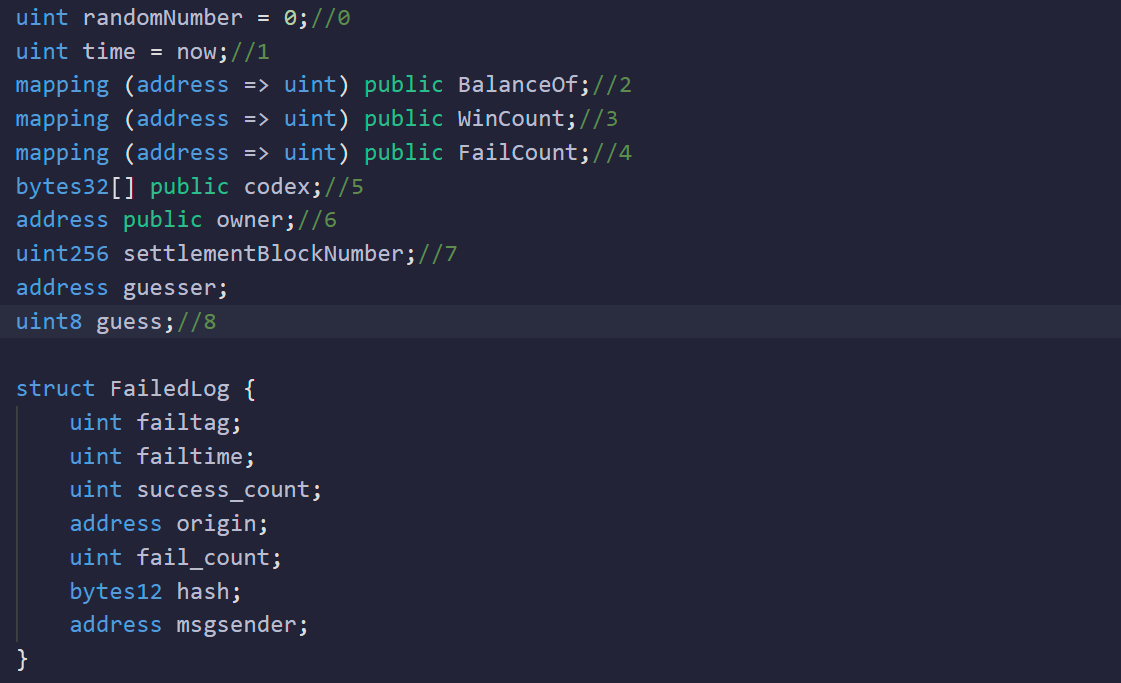 uint randomNumber = 0;//0
uint time = now;//1
mapping (address => uint) public BalanceOf;//2
mapping (address => uint) public WinCount;//3
mapping (address => uint) public FailCount;//4
bytes32[] public codex;//5
address public owner;//6
uint256 settlementBlockNumber;//7
address guesser;
uint8 guess;//8
struct FailedLog {
    uint failtag;
    uint failtime;
    uint success_count;
    address origin;
    uint fail_count;
    bytes12 hash;
    address msgsender;
}